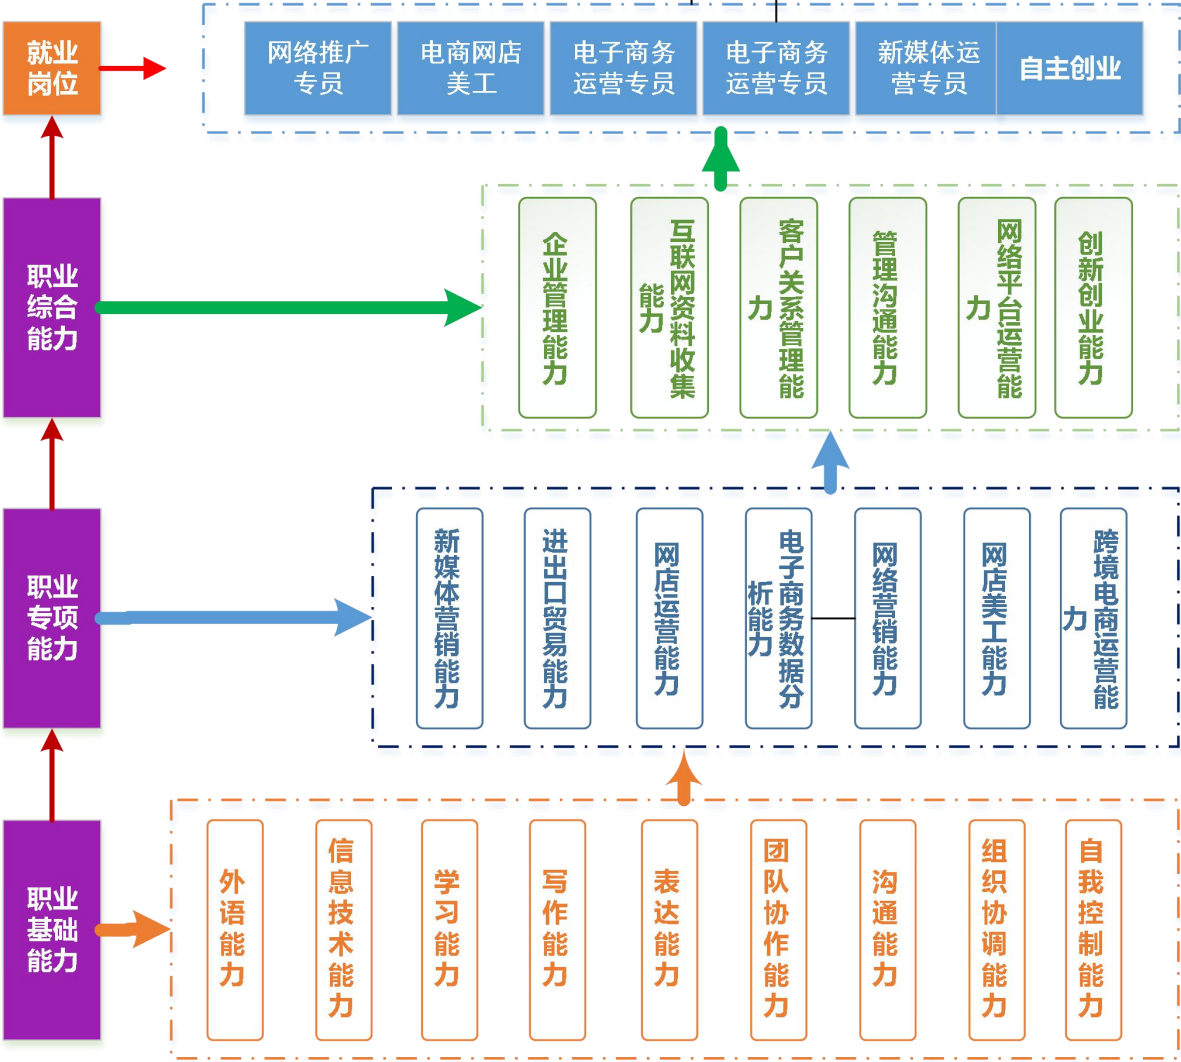 就业
岗位
网络推广
专员
电商网店
美工
电子商务
运营专员
电子商务
运营专员
新媒体运
营专员
自主创业
职业
综合
能力
企业管理能力
互联网资料收集
能力
客户关系管理能
力
管理沟通能力
网络平台运营能
力
创新创业能力
职业
专项
能力
新媒体营销能力
进出口贸易能力
网店运营能力
电子商务数据分
析能力
网络营销能力
网店美工能力
跨境电商运营能
力
职业
基础
能力
外语能力
信息技术能力
学习能力
写作能力
表达能力
团队协作能力
沟通能力
组织协调能力
自我控制能力